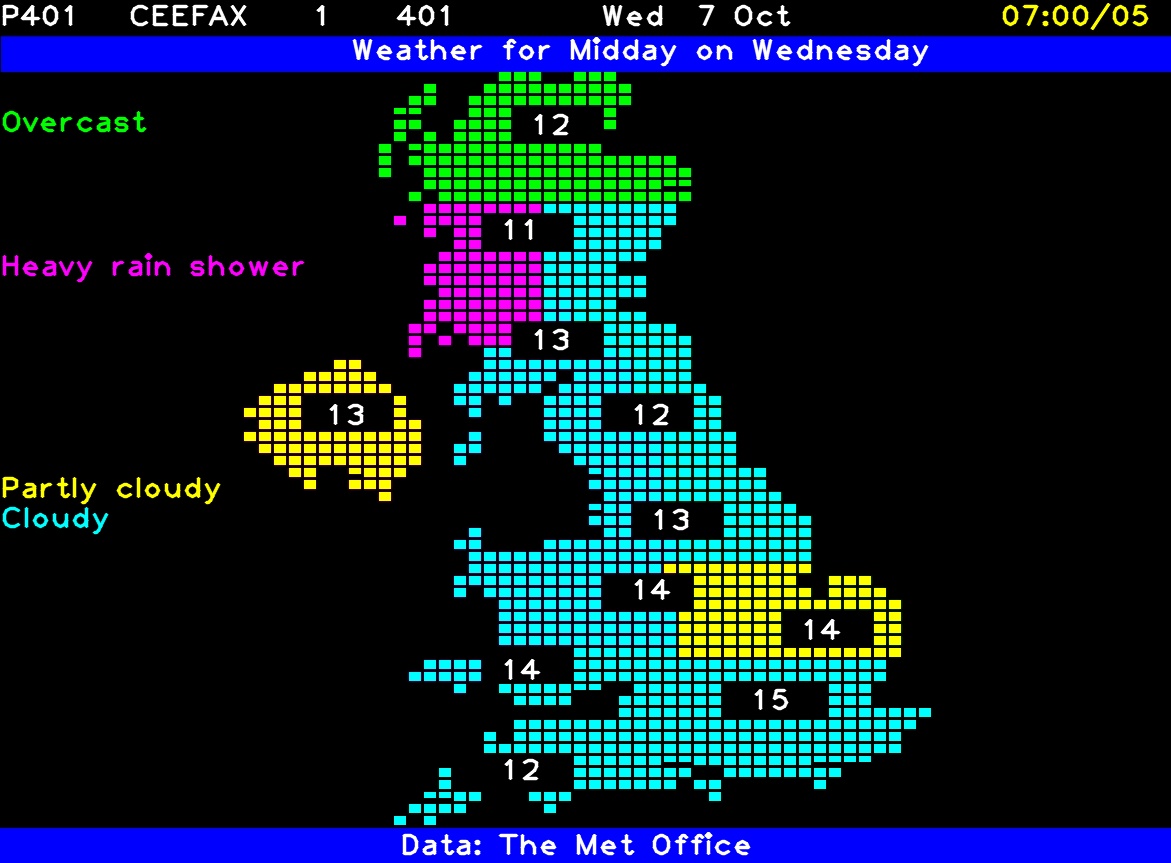 P401 CEEFAX 1 401 Wed 7 Oct 07:00/05
Weather for Midday on Wednesday
Overcast
12
11
Heavy rain shower
13
13
12
Partly cloudy
Cloudy
13
14
14
14
15
12
Data: The Met Office